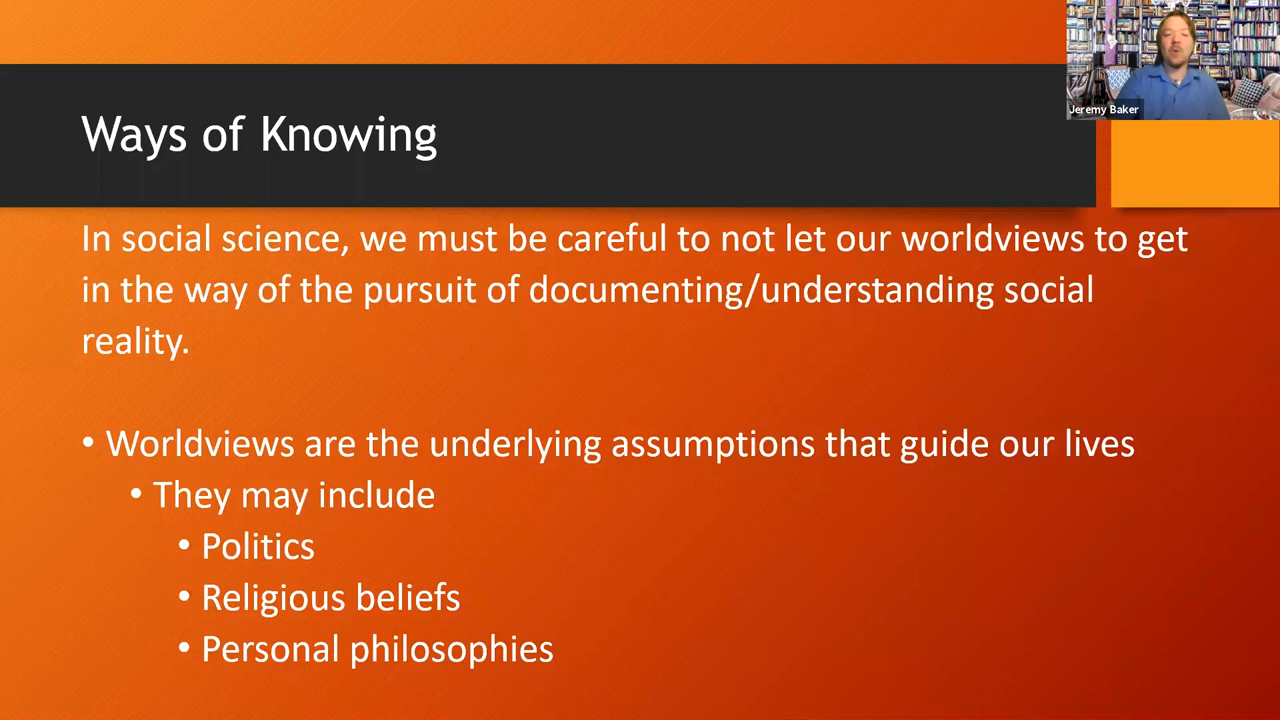 Jeremy Baker
Ways of Knowing
In social science, we must be careful to not let our worldviews to get
in the way of the pursuit of documenting/understanding social
reality.
• Worldviews are the underlying assumptions that guide our lives
• They may include
• Politics
• Religious beliefs
• Personal philosophies